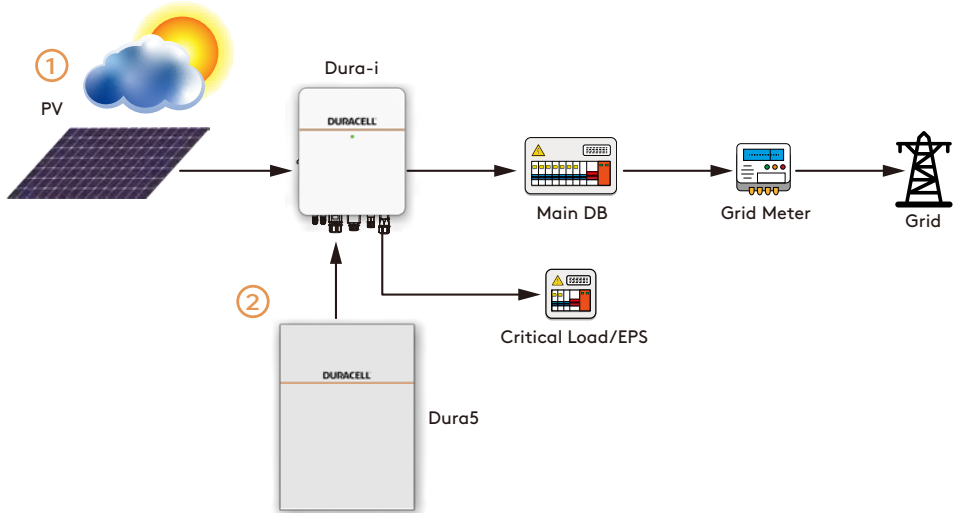 1
PV
Dura-i
DURACELL
Main DB
Grid Meter
Grid
2
Critical Load/EPS
DURACELL
Dura5